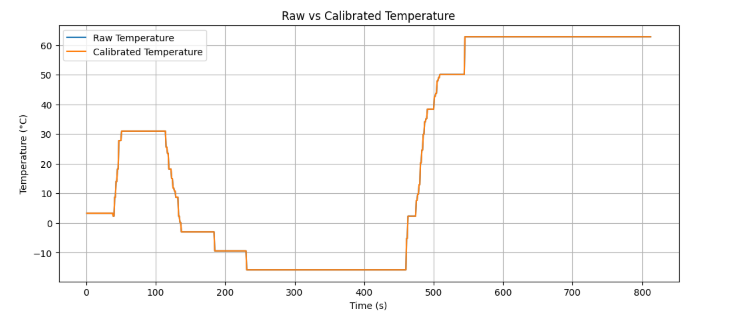 Raw vs Calibrated Temperature
Raw Temperature
Calibrated Temperature
Temperature (°C)
60
50
40
30
20
10
0
−10
0 100 200 300 400 500 600 700 800
Time (s)